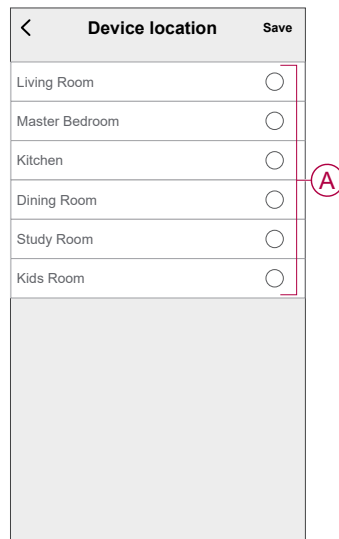 Device location Save
Living Room
Master Bedroom
Kitchen
Dining Room
Study Room
Kids Room
A